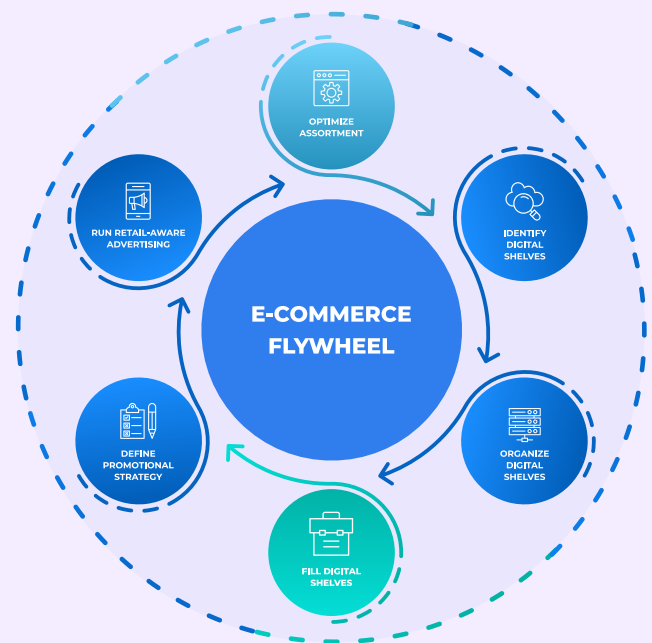 OPTIMIZE
ASSORTMENT
IDENTIFY
DIGITAL
SHELVES
ORGANIZE
DIGITAL
SHELVES
FILL DIGITAL
SHELVES
DEFINE
PROMOTIONAL
STRATEGY
RUN RETAIL-AWARE
ADVERTISING
E-COMMERCE
FLYWHEEL